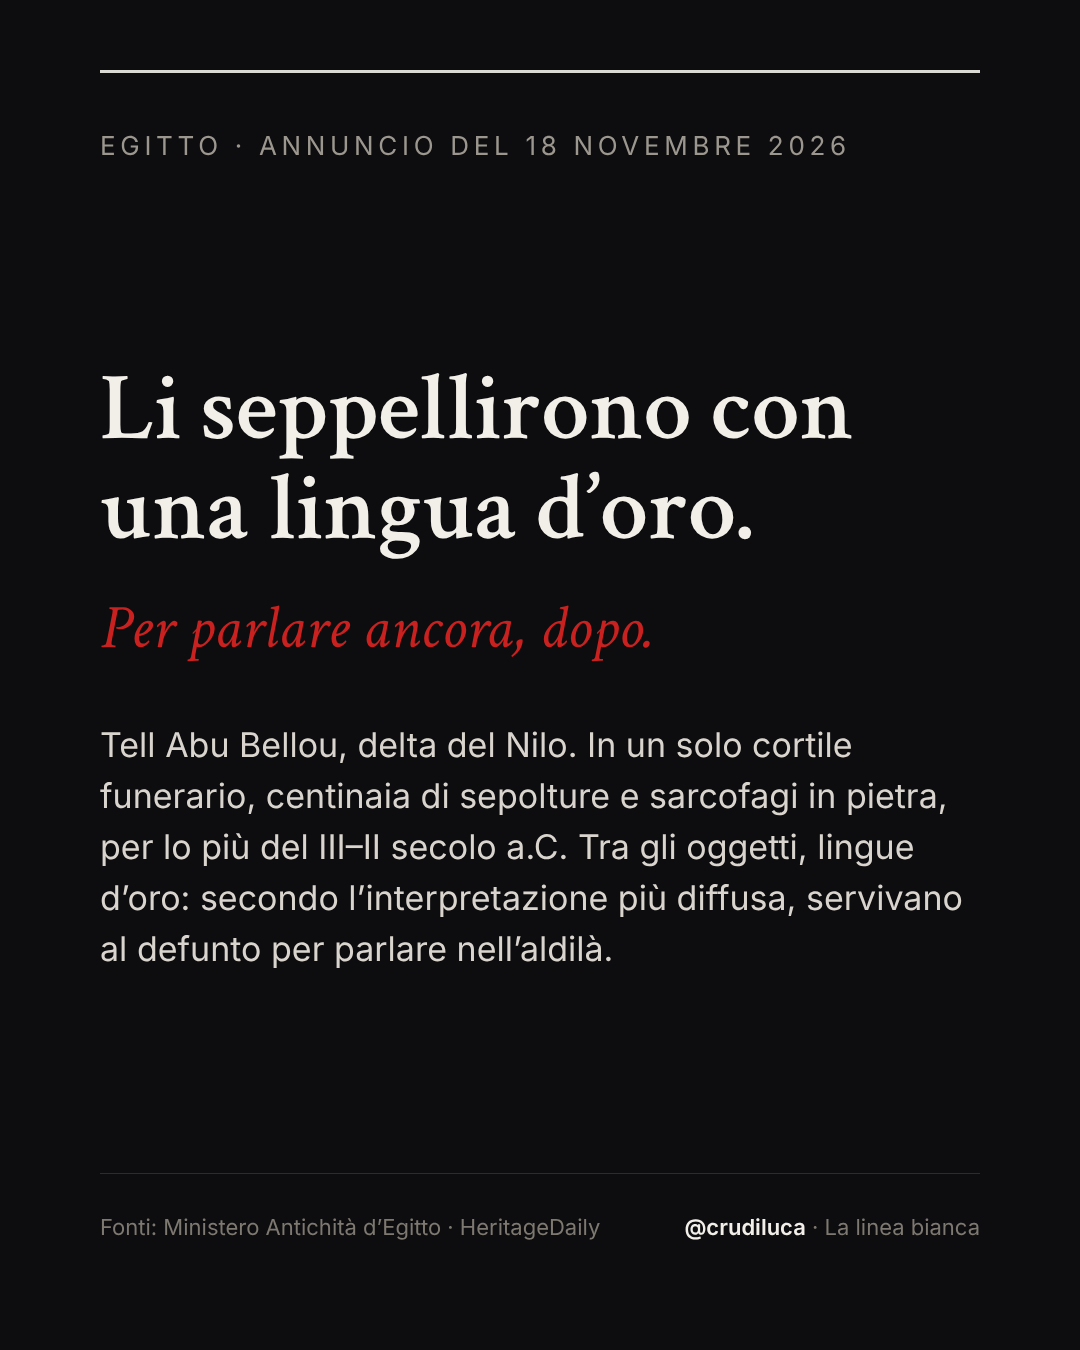 EGITTO · ANNUNCIO DEL 18 NOVEMBRE 2026
Li seppellirono con
una lingua d’oro.
Per parlare ancora, dopo.
Tell Abu Bellou, delta del Nilo. In un solo cortile
funerario, centinaia di sepolture e sarcofagi in pietra,
per lo più del III–II secolo a.C. Tra gli oggetti, lingue
d’oro: secondo l’interpretazione più diffusa, servivano
al defunto per parlare nell’aldilà.
Fonti: Ministero Antichità d’Egitto · HeritageDaily
@crudiluca · La linea bianca